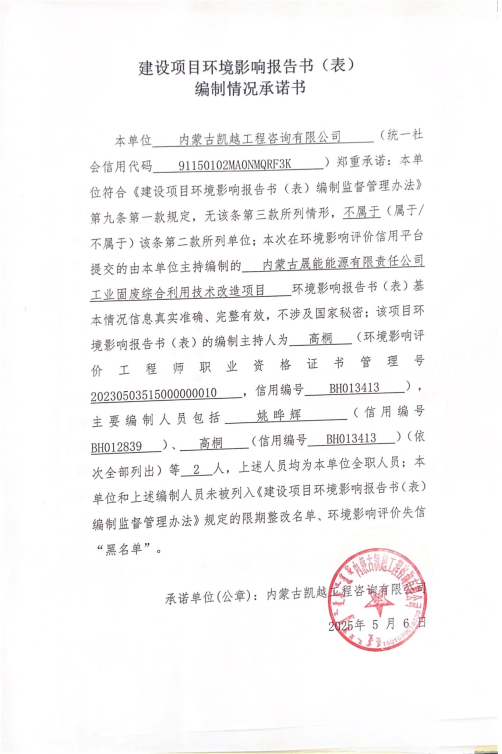 建设项目环境影响报告书（表）
编制情况承诺书
本单位 内蒙古凯越工程咨询有限公司 （统一社
会信用代码 91150102MA0NMQRF3K ）郑重承诺：本单
位符合《建设项目环境影响报告书（表）编制监督管理办法》
第九条第一款规定，无该条第三款所列情形，不属于（属于/
不属于）该条第二款所列单位；本次在环境影响评价信用平台
提交的由本单位主持编制的 内蒙古晟能能源有限责任公司
工业固废综合利用技术改造项目 环境影响报告书（表）基
本情况信息真实准确、完整有效，不涉及国家秘密；该项目环
境影响报告书（表）的编制主持人为 高桐 （环境影响评
价工程师职业资格证书管理号
20230503515000000010 ，信用编号 BH013413 ），
主要编制人员包括 姚晔辉 （信用编号
BH012839 ）、 高桐 （信用编号 BH013413 ）（依
次全部列出）等 2 人，上述人员均为本单位全职人员；本
单位和上述编制人员未被列入《建设项目环境影响报告书（表）
编制监督管理办法》规定的限期整改名单、环境影响评价失信
“黑名单”。
承诺单位(公章)：内蒙古凯越工程咨询有限公司
2025年 5 月 6 日